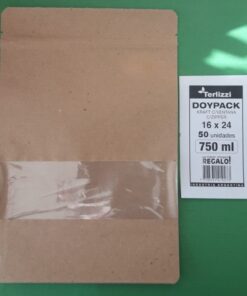 Terlizzi
DOYPACK
KRAFT C/VENTANA
C/ZIPPER
16 x 24
50 unidades
750 ml
REGALO!
INDUSTRIA ARGENTINA